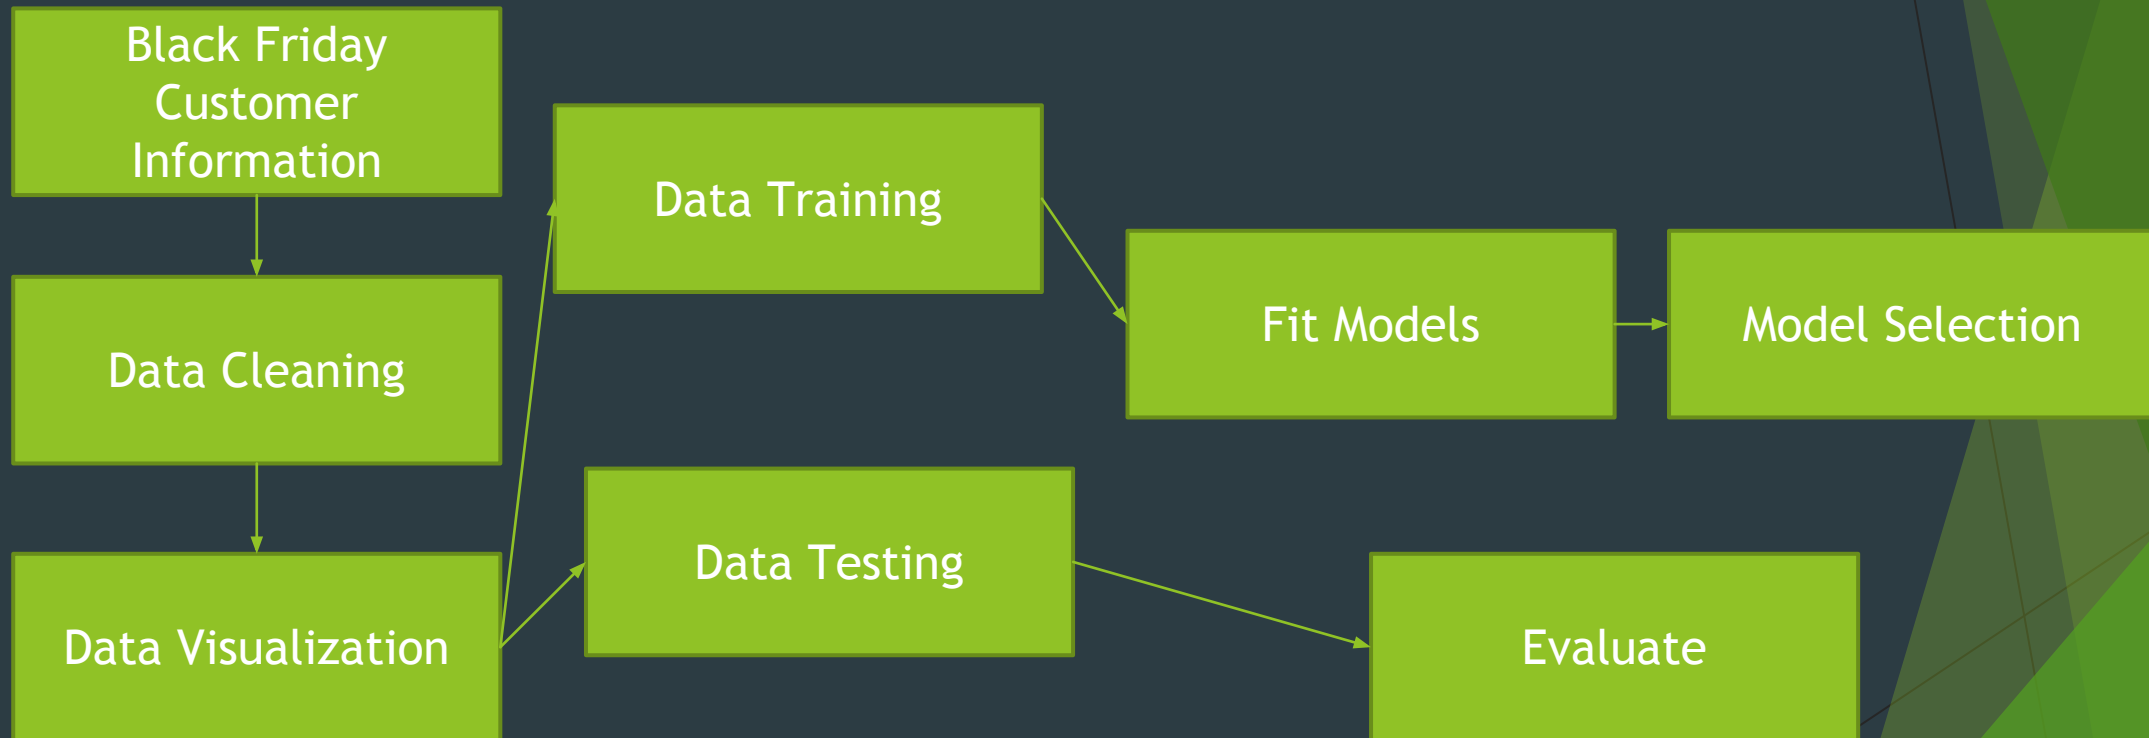 Black Friday
Customer
Information
Data Cleaning
Data Visualization
Data Training
Data Testing
Fit Models
Model Selection
Evaluate